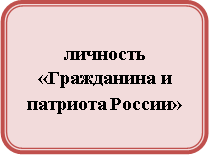 личность
«Гражданина и
патриота России»